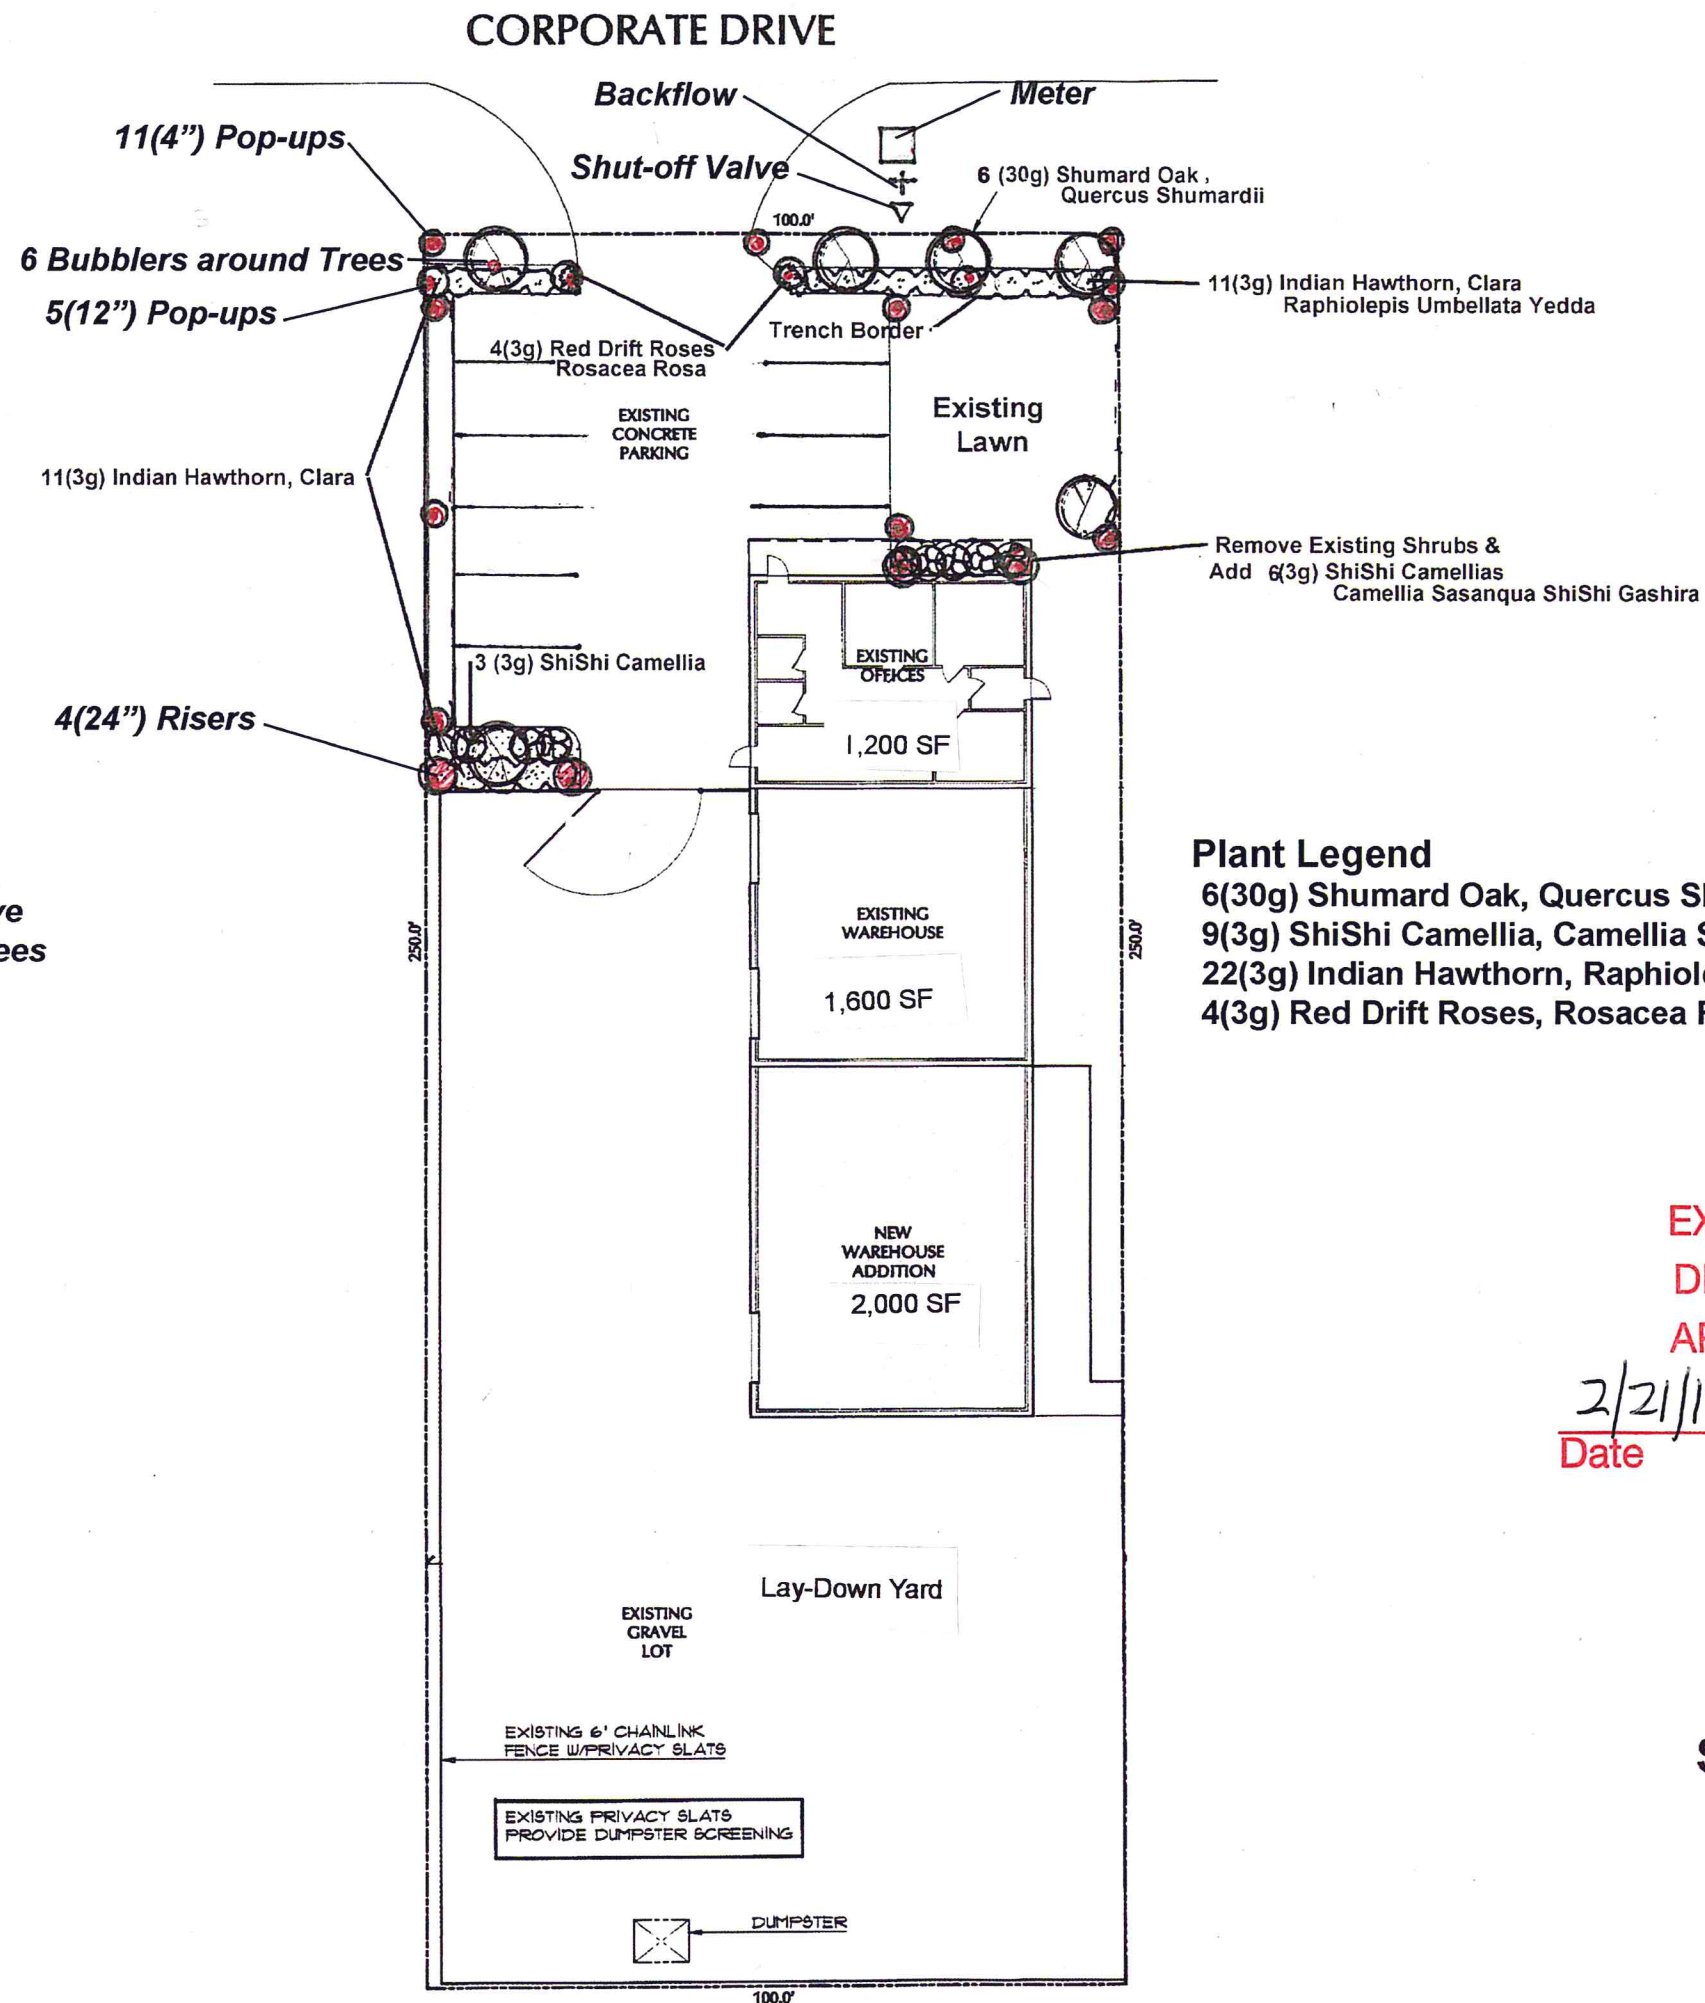 CORPORATE DRIVE
Backflow
Meter
11(4") Pop-ups
Shut-off Valve
6 (30g) Shumard Oak ,
Quercus Shumardii
100.0'
6 Bubblers around Trees
11(3g) Indian Hawthorn, Clara
Raphiolepis Umbellata Yedda
5(12") Pop-ups
Trench Border
4(3g) Red Drift Roses
Rosacea Rosa
EXISTING
CONCRETE
PARKING
Existing
Lawn
11(3g) Indian Hawthorn, Clara
Remove Existing Shrubs &
Add 6(3g) ShiShi Camellias
Camellia Sasanqua ShiShi Gashira
3 (3g) ShiShi Camellia
EXISTING
OFFICES
1,200 SF
4(24") Risers
Plant Legend
6(30g) Shumard Oak, Quercus
9(3g) ShiShi Camellia, Camellia
22(3g) Indian Hawthorn,
4(3g) Red Drift Roses, Rosacea
250.0'
250.0'
EXISTING
WAREHOUSE
1,600 SF
NEW
WAREHOUSE
ADDITION
2,000 SF
2/21/1
Date
Lay-Down Yard
EXISTING
GRAVEL
LOT
EXISTING 6' CHAINLINK
FENCE W/PRIVACY SLATS
EXISTING PRIVACY SLATS
PROVIDE DUMPSTER SCREENING
DUMPSTER
100.0'